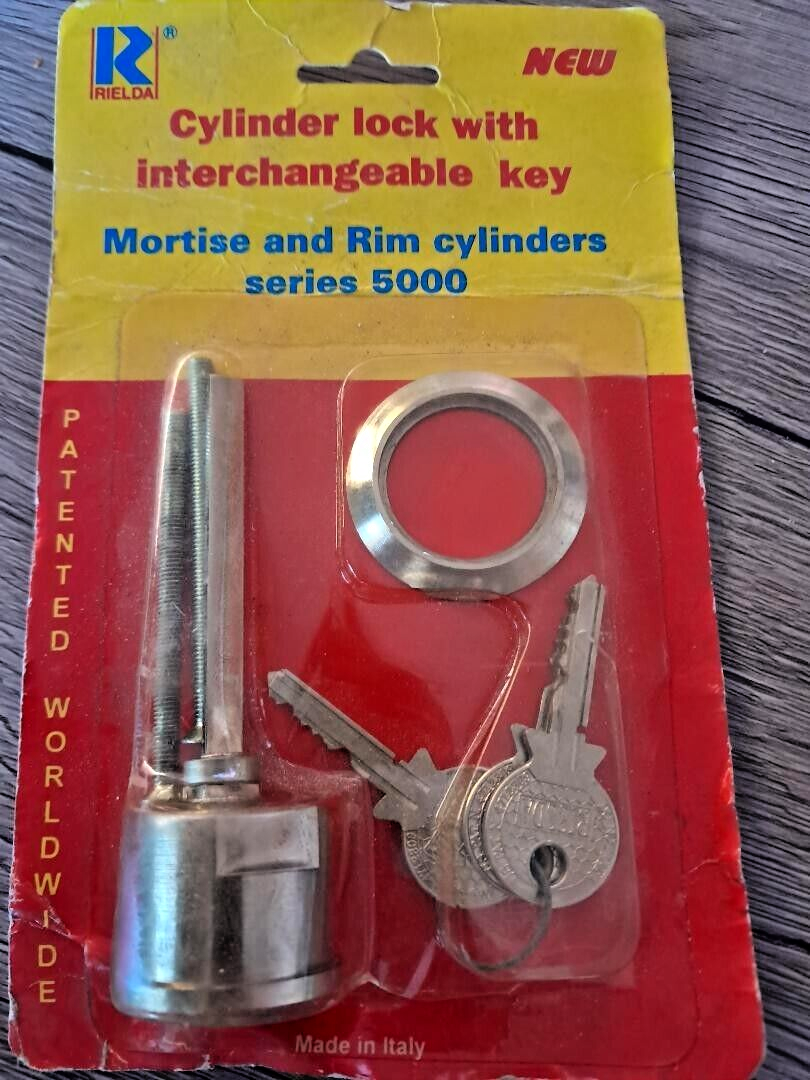 R®
RIELDA
NEW
Cylinder lock with
interchangeable key
Mortise and Rim cylinders
series 5000
PATENTED WORLDWIDE
Made in Italy